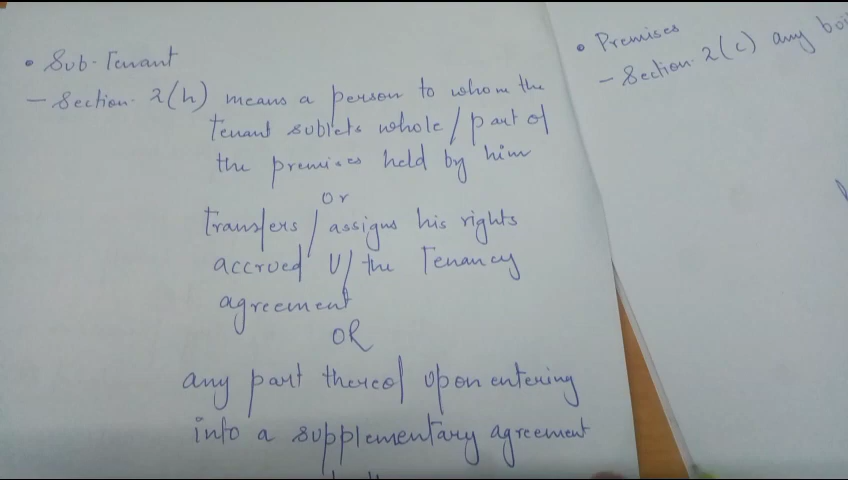 • Sub-Tenant
- Section. 2(h) means a person to whom the
Tenant sublets whole/part of
the premises held by him
or
Transfers/assigns his rights
accrued U/the Tenancy
agreement
OR
any part thereof upon entering
into a supplementary agreement
• Premises
- Section. 2(c) any